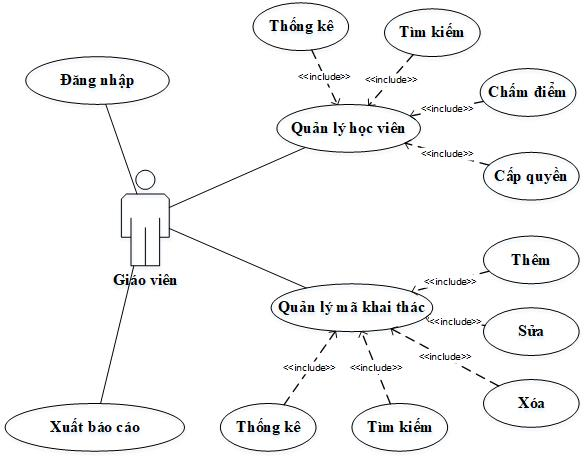 Thống kê
Tìm kiếm
<<include>>
<<include>>
Đăng nhập
Chấm điểm
<<include>>
Quản lý học viên
<<include>>
Cấp quyền
Giáo viên
Thêm
<<include>>
Quản lý mã khai thác
<<include>>
Sửa
<<include>>
<<include>>
<<include>>
Xóa
Xuất báo cáo
Thống kê
Tìm kiếm